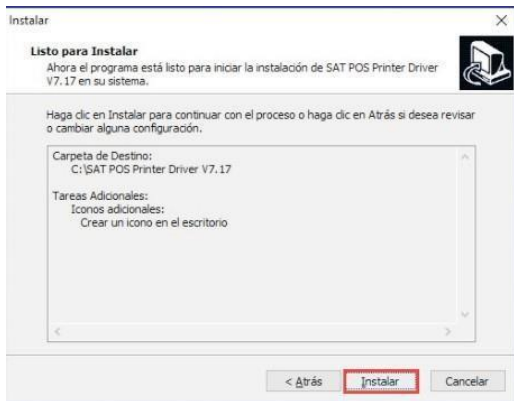 Instalar
Listo para Instalar
Ahora el programa está listo para iniciar la instalación de SAT POS Printer Driver
V7.17 en su sistema.
Haga clic en Instalar para continuar con el proceso o haga clic en Atrás si desea revisar
o cambiar alguna configuración.
Carpeta de Destino:
C:\SAT POS Printer Driver V7.17
Tareas Adicionales:
Iconos adicionales:
Crear un icono en el escritorio
< Atrás Instalar Cancelar